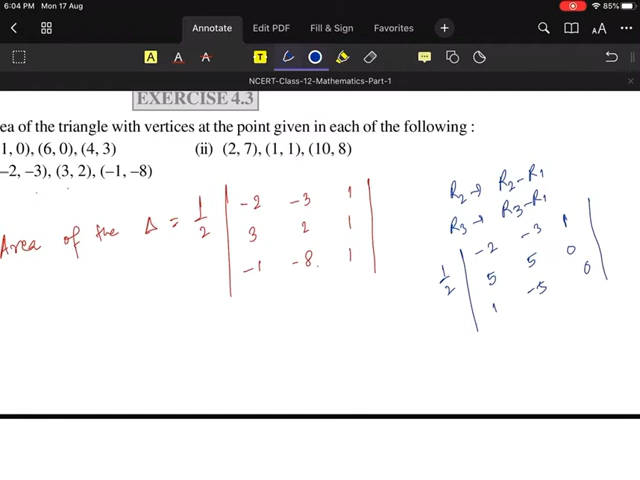 6:04 PM Mon 17 Aug
85%
Annotate Edit PDF Fill & Sign Favorites
A A A T
AA
NCERT-Class-12-Mathematics-Part-1
EXERCISE 4.3
ea of the triangle with vertices at the point given in each of the following :
1, 0), (6, 0), (4, 3) (ii) (2, 7), (1, 1), (10, 8)
−2, −3), (3, 2), (−1, −8)
R2 → R2−R1
R3 → R3−R1
Area of the Δ = 1/2
-2 -3 1
3 2 1
-1 -8 1
1/2
-2 -3 1
5 5 0
1 -5 0